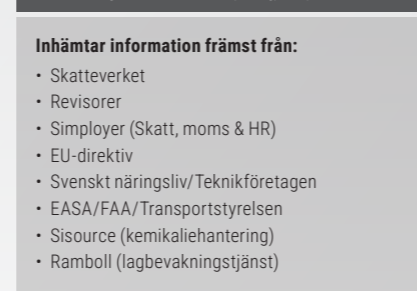 Inhämtar information främst från:
• Skatteverket
• Revisorer
• Simployer (Skatt, moms & HR)
• EU-direktiv
• Svenskt näringsliv/Teknikföretagen
• EASA/FAA/Transportstyrelsen
• Sisource (kemikaliehantering)
• Ramboll (lagbevakningstjänst)